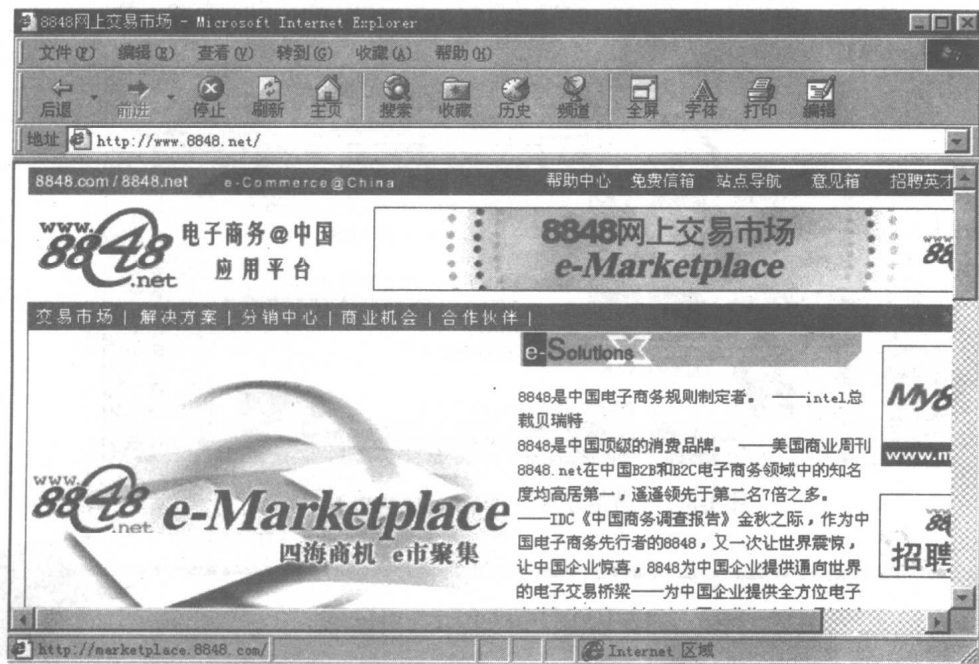 8848网上交易市场 - Microsoft Internet Explorer
文件(F) 编辑(E) 查看(V) 转到(G) 收藏(A) 帮助(H)
后退 前进 停止 刷新 主页 搜索 收藏 历史 频道 全屏 字体 打印 编辑
地址 http://www.8848.net/
8848.com / 8848.net e-Commerce@China 帮助中心 免费信箱 站点导航 意见箱 招聘英才
www.8848.net
电子商务@中国
应用平台
8848网上交易市场
e-Marketplace
www
88
交易市场 | 解决方案 | 分销中心 | 商业机会 | 合作伙伴 |
e-Solutions
8848是中国电子商务规则制定者。 ——intel总
裁贝瑞特
8848是中国顶级的消费品牌。 ——美国商业周刊
8848.net在中国B2B和B2C电子商务领域中的知名
度均高居第一，遥遥领先于第二名7倍之多。
——IDC《中国商务调查报告》金秋之际，作为中
国电子商务先行者的8848，又一次让世界震惊，
让中国企业惊喜，8848为中国企业提供通向世界
的电子交易桥梁——为中国企业提供全方位电子
My8
www.m
88
招聘
www.8848.net
e-Marketplace
四海商机 e市聚集
http://marketplace.8848.com/ Internet 区域